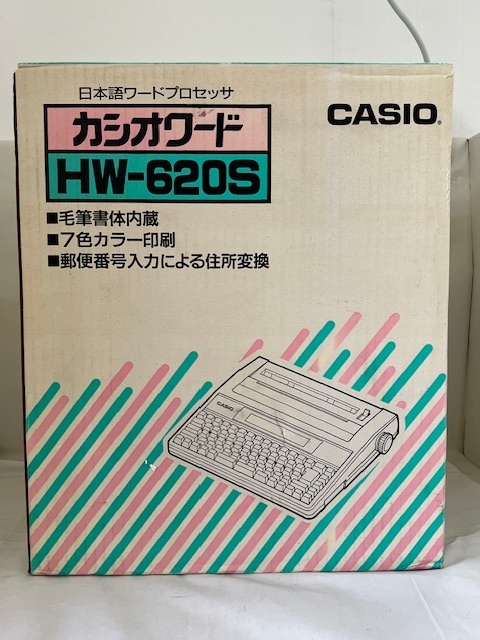 日本語ワードプロセッサ
カシオワード
CASIO
HW-620S
■毛筆書体内蔵
■7色カラー印刷
■郵便番号入力による住所変換
CASIO